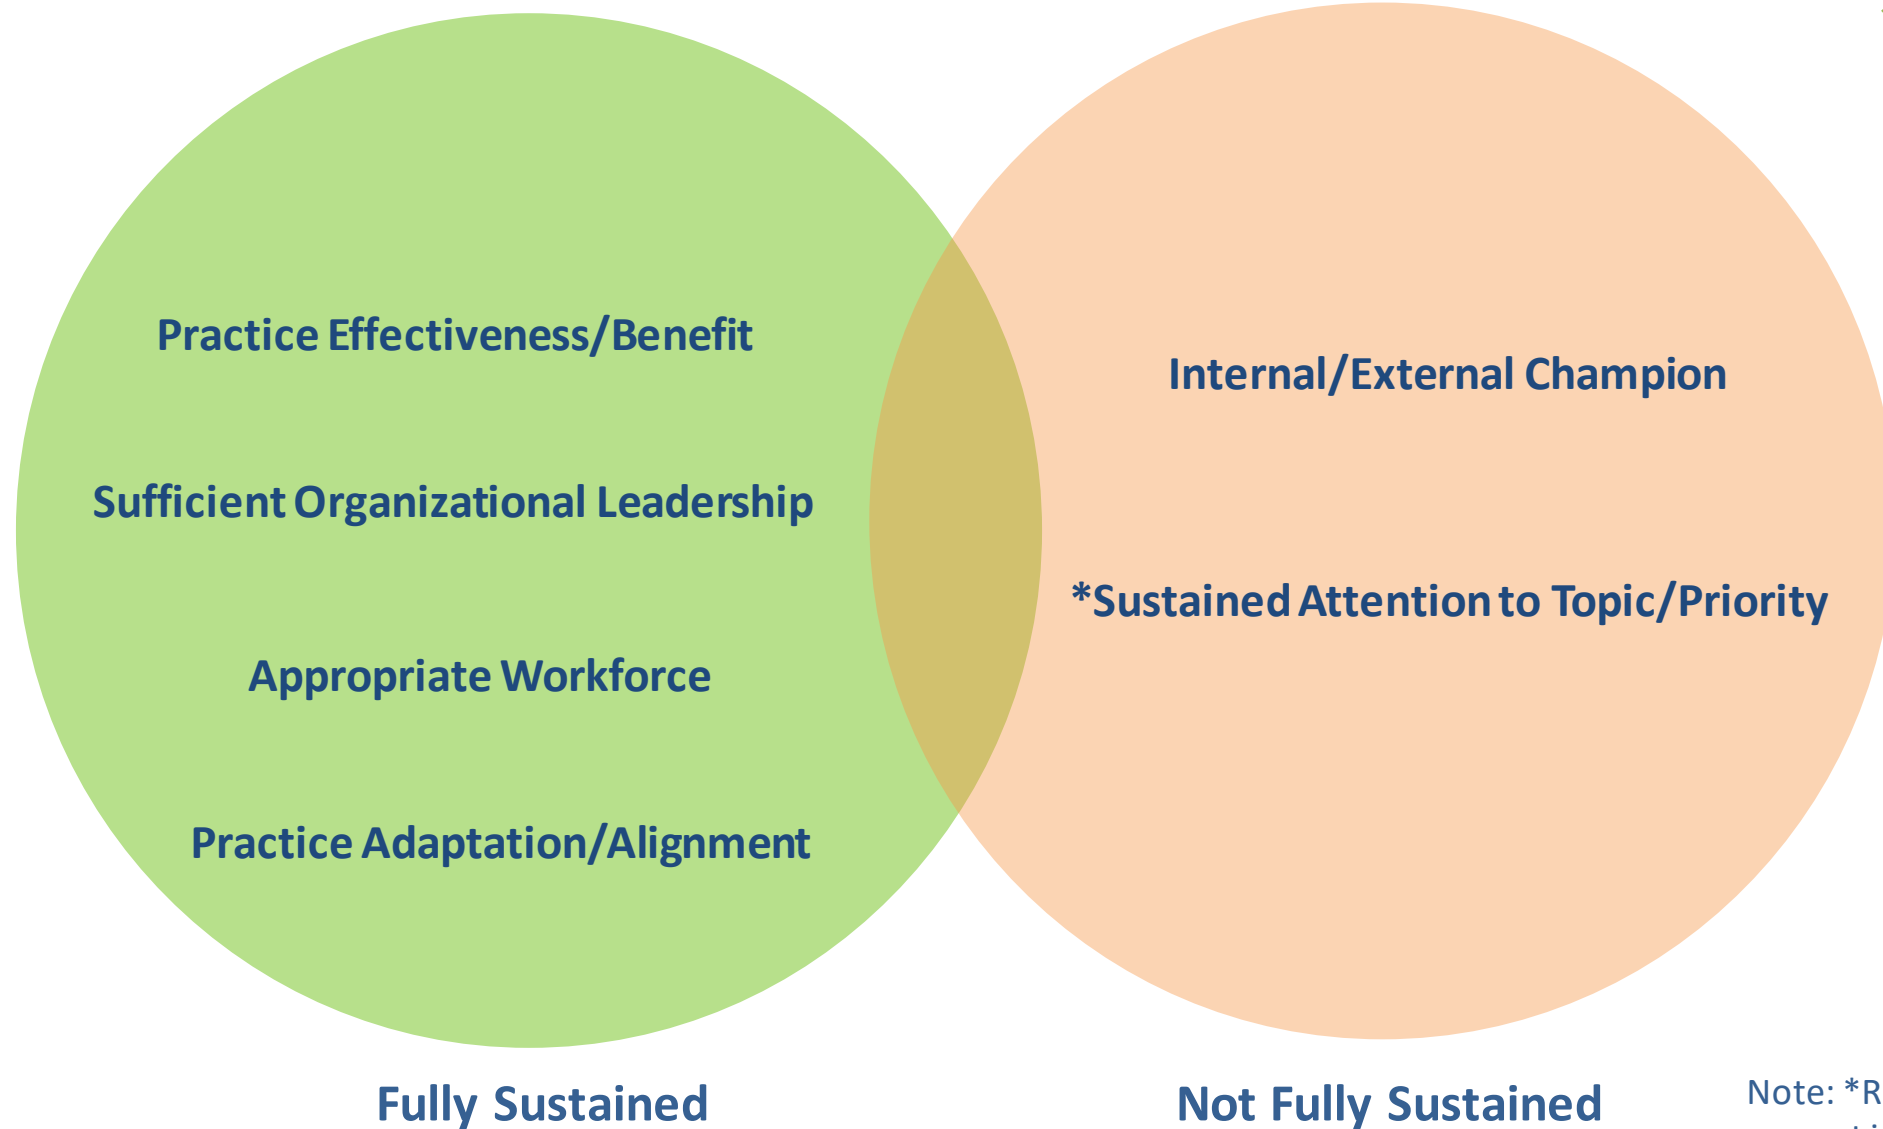 Practice Effectiveness/Benefit
Sufficient Organizational Leadership
Appropriate Workforce
Practice Adaptation/Alignment
Internal/External Champion
*Sustained Attention to Topic/Priority
Fully Sustained
Not Fully Sustained
Note: